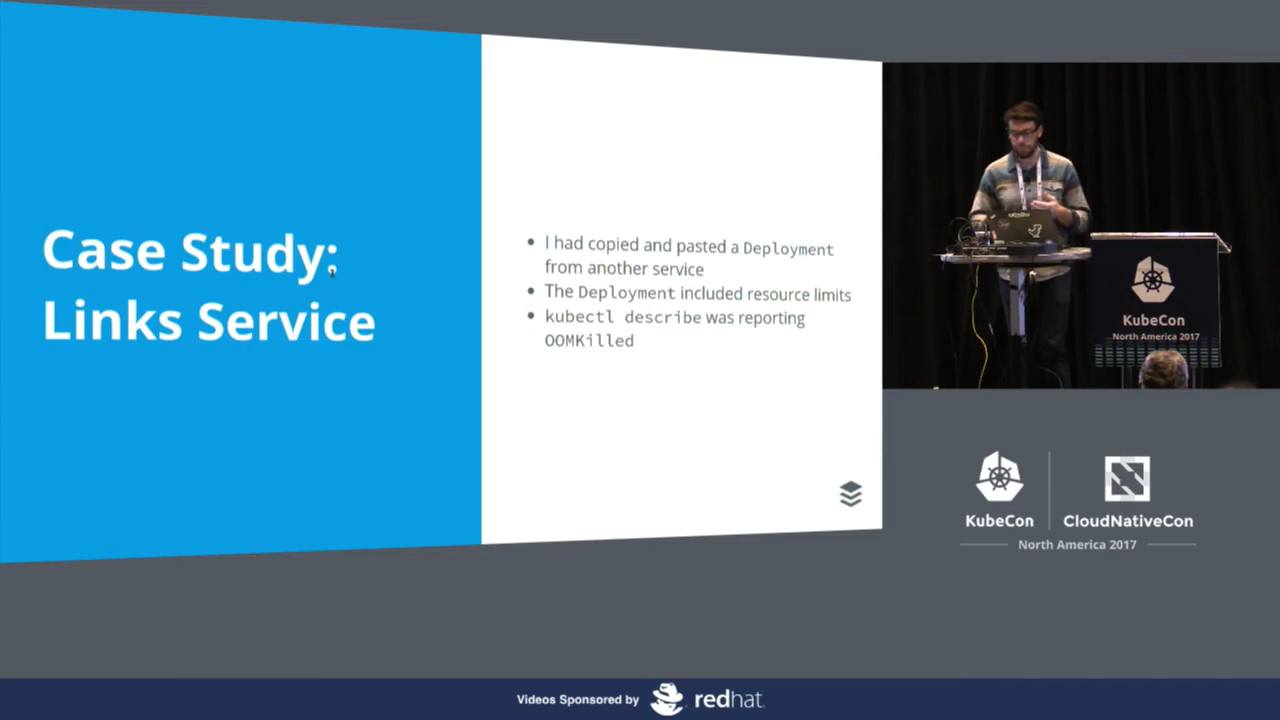 Case Study:
Links Service
• I had copied and pasted a Deployment
from another service
• The Deployment included resource limits
• kubectl describe was reporting
OOMKilled
KubeCon
North America 2017
KubeCon
CloudNativeCon
North America 2017
Videos Sponsored by
redhat